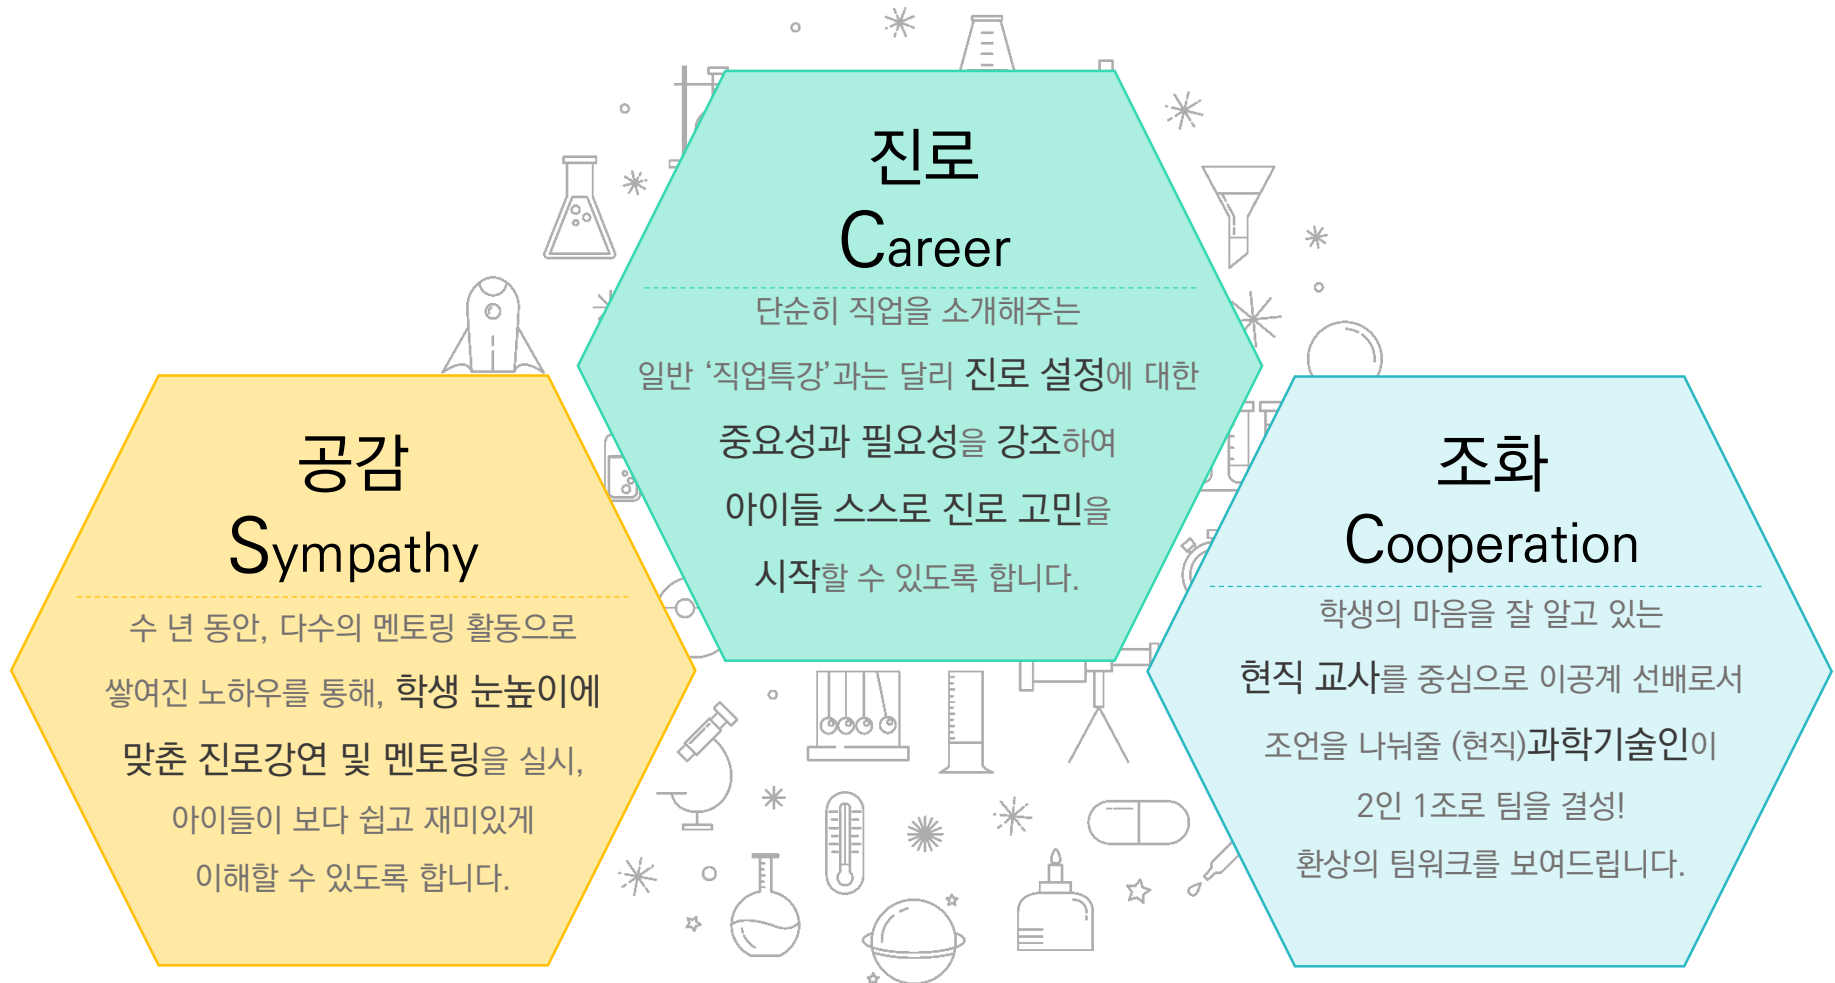 진로
Career
단순히 직업을 소개해주는
일반 ‘직업특강’과는 달리 진로 설정에 대한
중요성과 필요성을 강조하여
아이들 스스로 진로 고민을
시작할 수 있도록 합니다.
공감
Sympathy
수 년 동안, 다수의 멘토링 활동으로
쌓여진 노하우를 통해, 학생 눈높이에
맞춘 진로강연 및 멘토링을 실시,
아이들이 보다 쉽고 재미있게
이해할 수 있도록 합니다.
조화
Cooperation
학생의 마음을 잘 알고 있는
현직 교사를 중심으로 이공계 선배로서
조언을 나눠줄 (현직)과학기술인이
2인 1조로 팀을 결성!
환상의 팀워크를 보여드립니다.